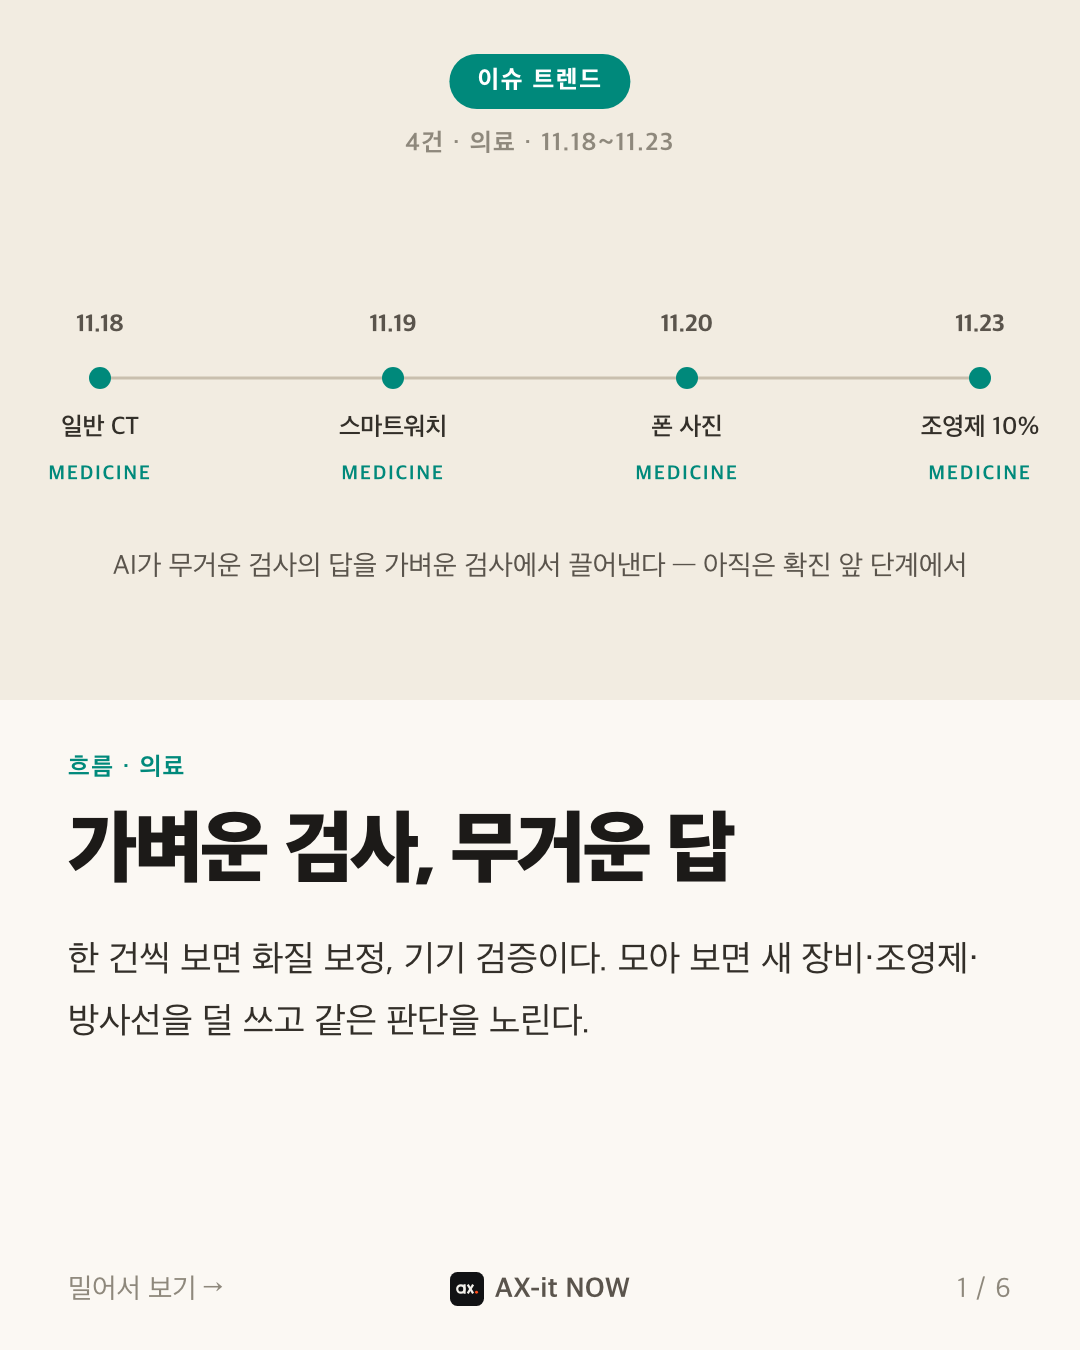 이슈 트렌드
4건 · 의료 · 11.18~11.23
11.18 11.19 11.20 11.23
일반 CT 스마트워치 폰 사진 조영제 10%
MEDICINE MEDICINE MEDICINE MEDICINE
AI가 무거운 검사의 답을 가벼운 검사에서 끌어낸다 — 아직은 확진 앞 단계에서
흐름 · 의료
가벼운 검사, 무거운 답
한 건씩 보면 화질 보정, 기기 검증이다. 모아 보면 새 장비·조영제·
방사선을 덜 쓰고 같은 판단을 노린다.
밀어서 보기 → ax. AX-it NOW 1 / 6